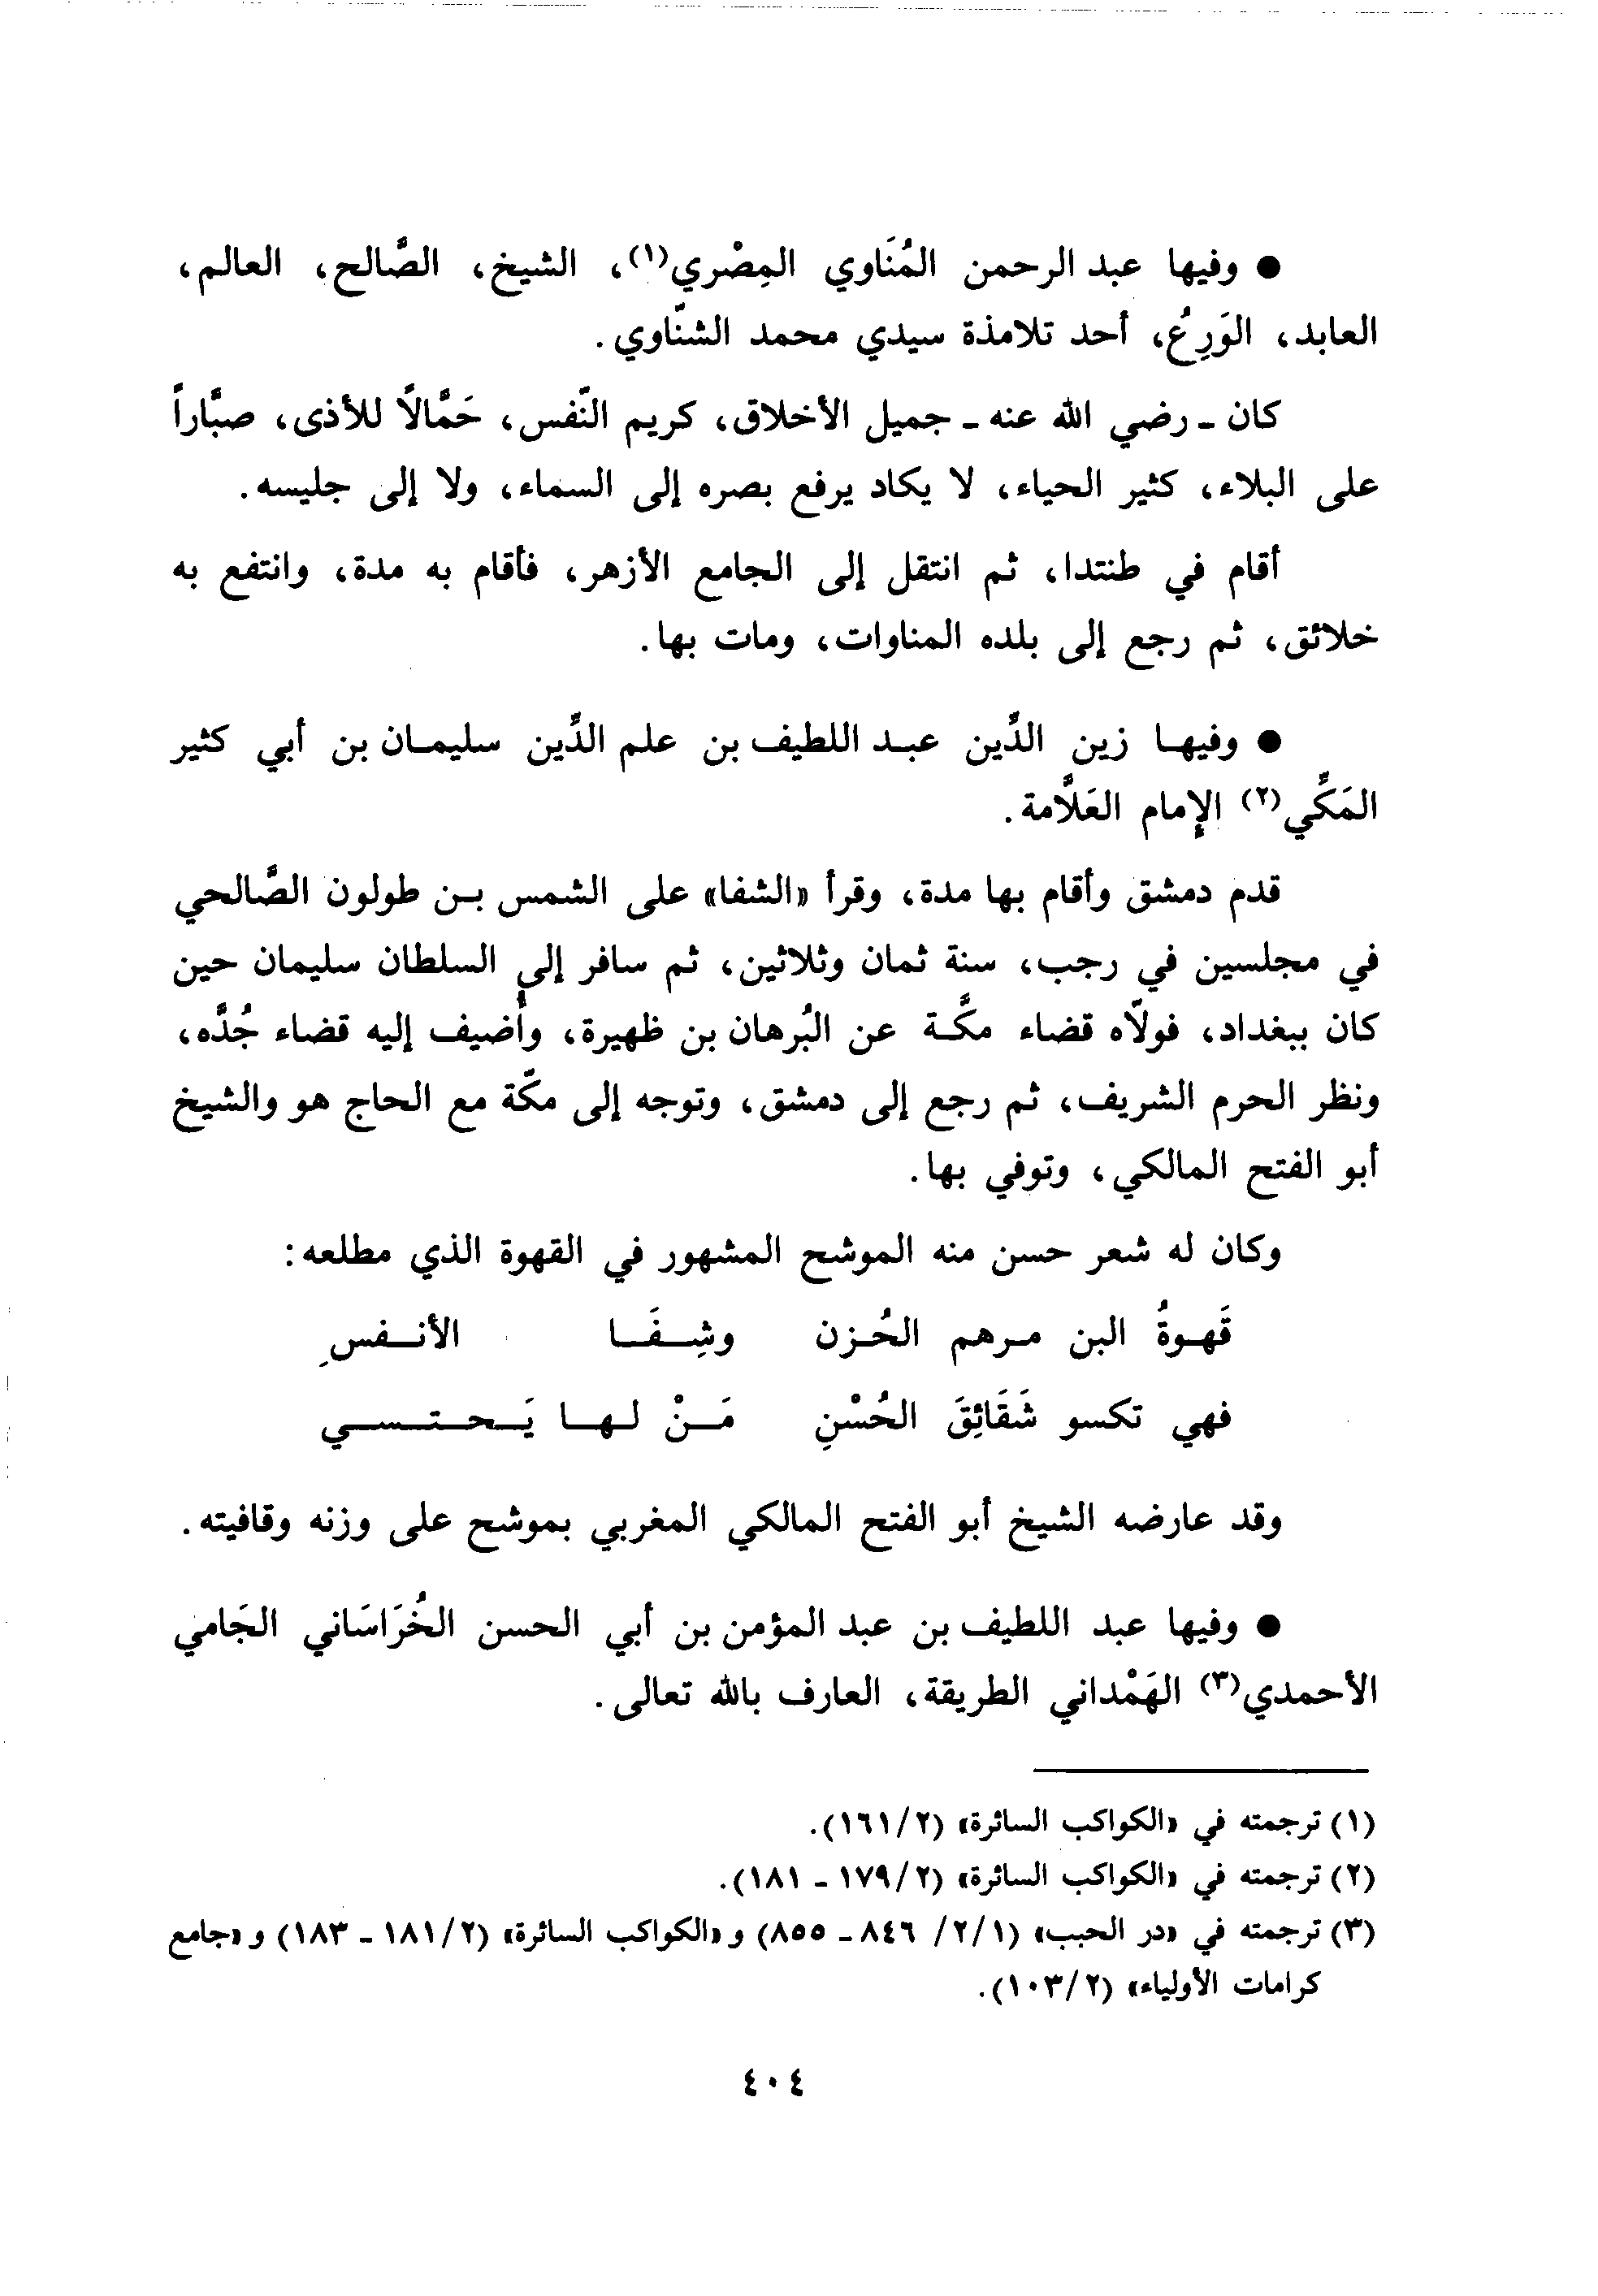 ● وفيها عبد الرحمن المُنَاوي المِصْري(١)، الشيخ، الصَّالح، العالم،
العابد، الوَرِعُ، أحد تلامذة سيدي محمد الشنّاوي.
كان ـ رضي الله عنه ـ جميل الأخلاق، كريم النّفس، حَمَّالاً للأذى، صبَّاراً
على البلاء، كثير الحياء، لا يكاد يرفع بصره إلى السماء، ولا إلى جليسه.
أقام في طنتدا، ثم انتقل إلى الجامع الأزهر، فأقام به مدة، وانتفع به
خلائق، ثم رجع إلى بلده المناوات، ومات بها.
● وفيها زين الدِّين عبد اللطيف بن علم الدِّين سليمان بن أبي كثير
المَكِّي(٢) الإمام العَلَّامة.
قدم دمشق وأقام بها مدة، وقرأ «الشفا» على الشمس بن طولون الصَّالحي
في مجلسين في رجب، سنة ثمان وثلاثين، ثم سافر إلى السلطان سليمان حين
كان ببغداد، فولّاه قضاء مكَّة عن البُرهان بن ظهيرة، وأضيف إليه قضاء جُدَّه،
ونظر الحرم الشريف، ثم رجع إلى دمشق، وتوجه إلى مكّة مع الحاج هو والشيخ
أبو الفتح المالكي، وتوفي بها.
وكان له شعر حسن منه الموشح المشهور في القهوة الذي مطلعه:
قَهوةُ البن مرهم الحُزن وشِفَا الأنفسِ
فهي تكسو شَقَائِقَ الحُسْنِ مَنْ لها يَحتسي
وقد عارضه الشيخ أبو الفتح المالكي المغربي بموشح على وزنه وقافيته.
● وفيها عبد اللطيف بن عبد المؤمن بن أبي الحسن الخُرَاسَاني الجَامي
الأحمدي(٣) الهَمْداني الطريقة، العارف بالله تعالى.
(١) ترجمته في «الكواكب السائرة» (٢/١٦١).
(٢) ترجمته في «الكواكب السائرة» (٢/١٧٩ ـ ١٨١).
(٣) ترجمته في «در الحبب» (١/٢/ ٨٤٦ ـ ٨٥٥) و «الكواكب السائرة» (٢/١٨١ ـ ١٨٣) و «جامع
كرامات الأولياء» (٢/١٠٣).
٤٠٤